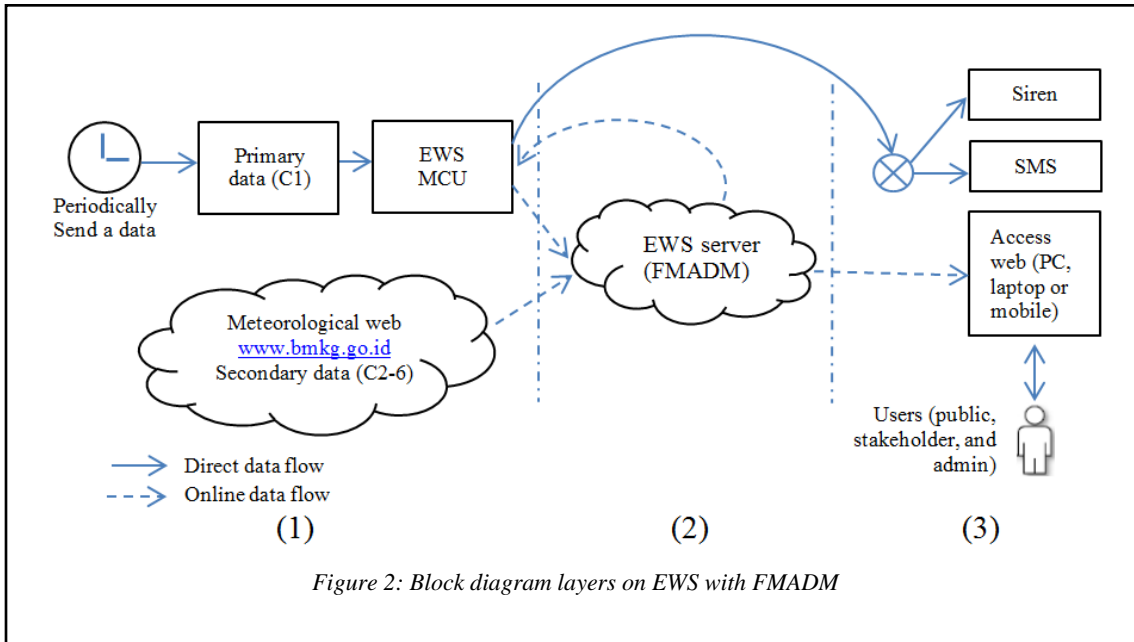 Periodically
Send a data
Primary
data (C1)
EWS
MCU
Meteorological web
www.bmkg.go.id
Secondary data (C2-6)
EWS server
(FMADM)
Siren
SMS
Access
web (PC,
laptop or
mobile)
Users (public,
stakeholder, and
admin)
Direct data flow
Online data flow
(1)
(2)
(3)
Figure 2: Block diagram layers on EWS with FMADM